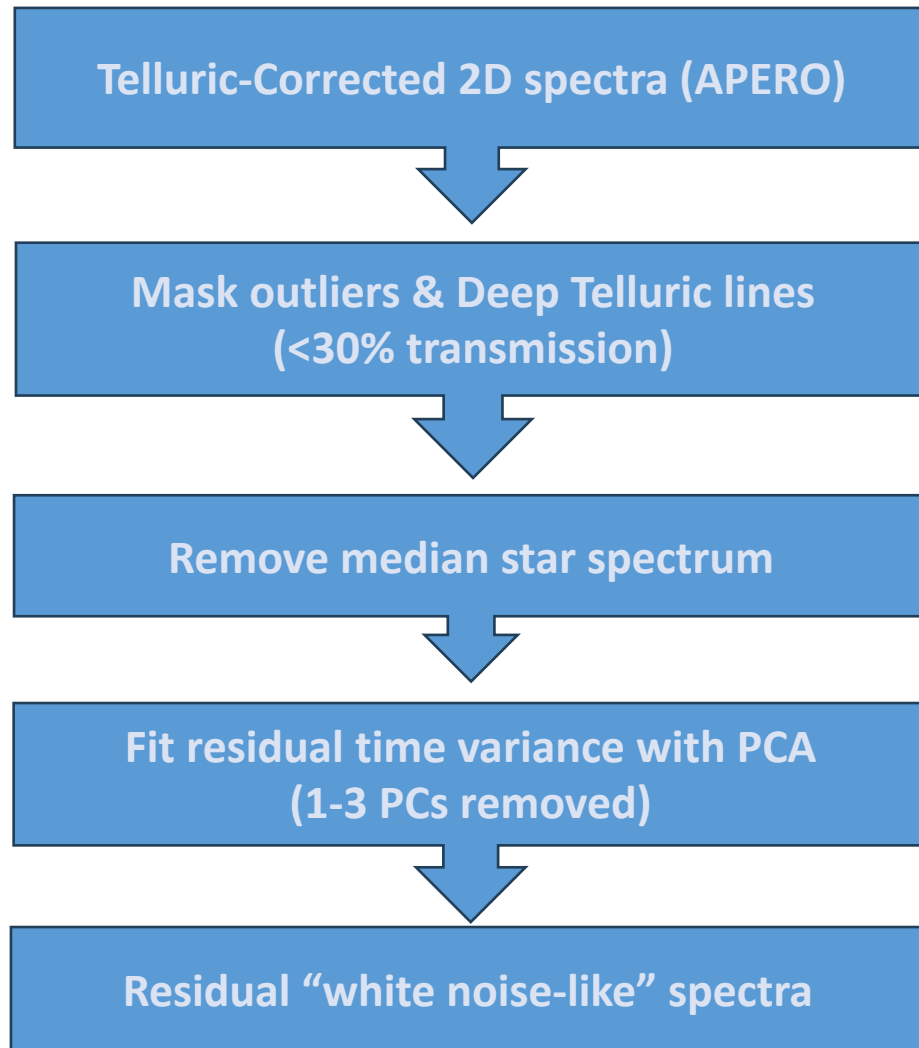 Telluric-Corrected 2D spectra (APERO)
Mask outliers & Deep Telluric lines
(<30% transmission)
Remove median star spectrum
Fit residual time variance with PCA
(1-3 PCs removed)
Residual “white noise-like” spectra